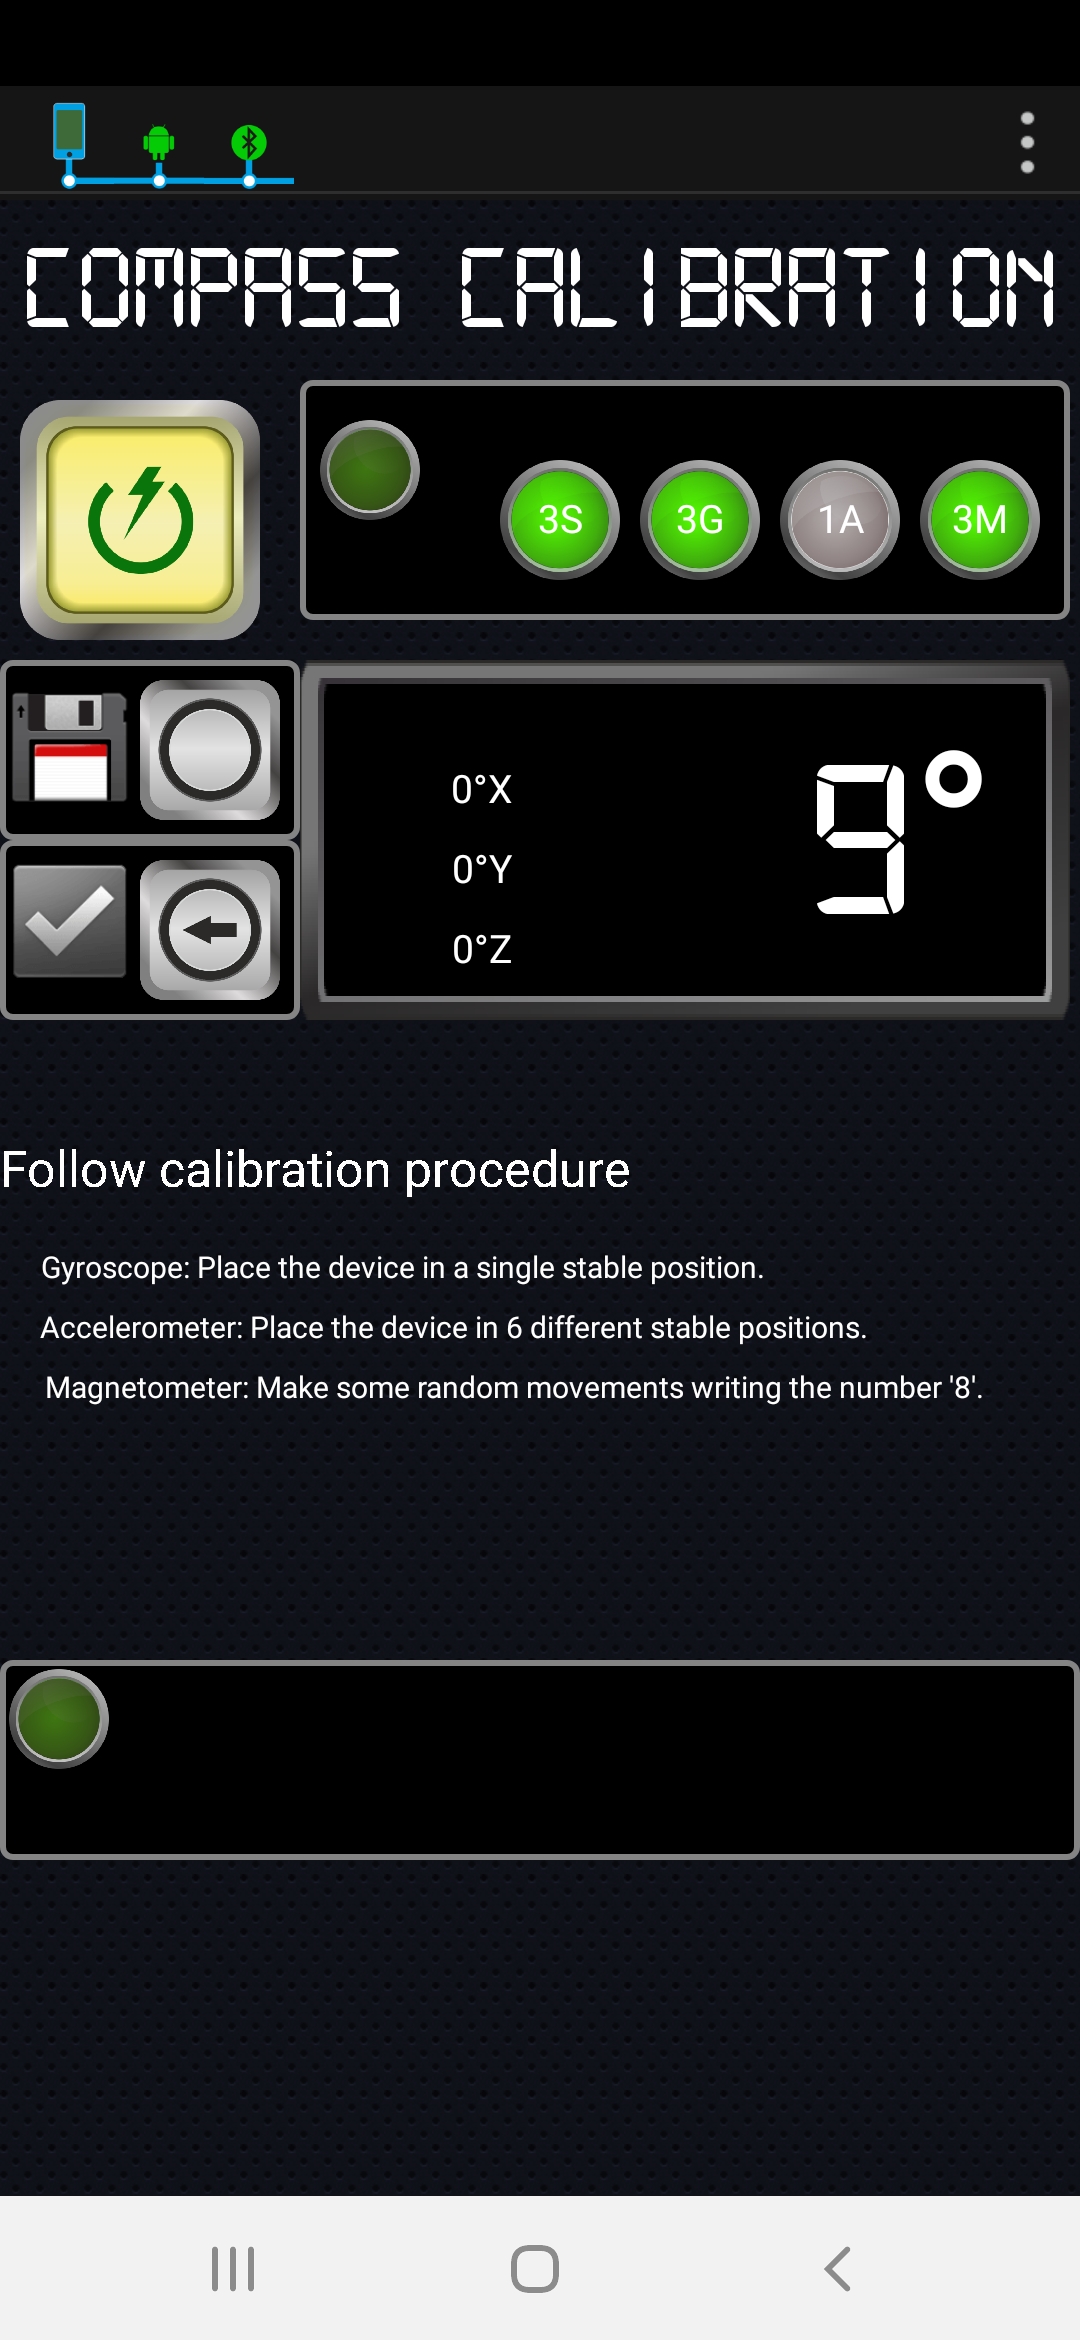 COMPASS CALIBRATION
3S 3G 1A 3M
0°X
9°
0°Y
0°Z
Follow calibration procedure
Gyroscope: Place the device in a single stable position.
Accelerometer: Place the device in 6 different stable positions.
Magnetometer: Make some random movements writing the number '8'.